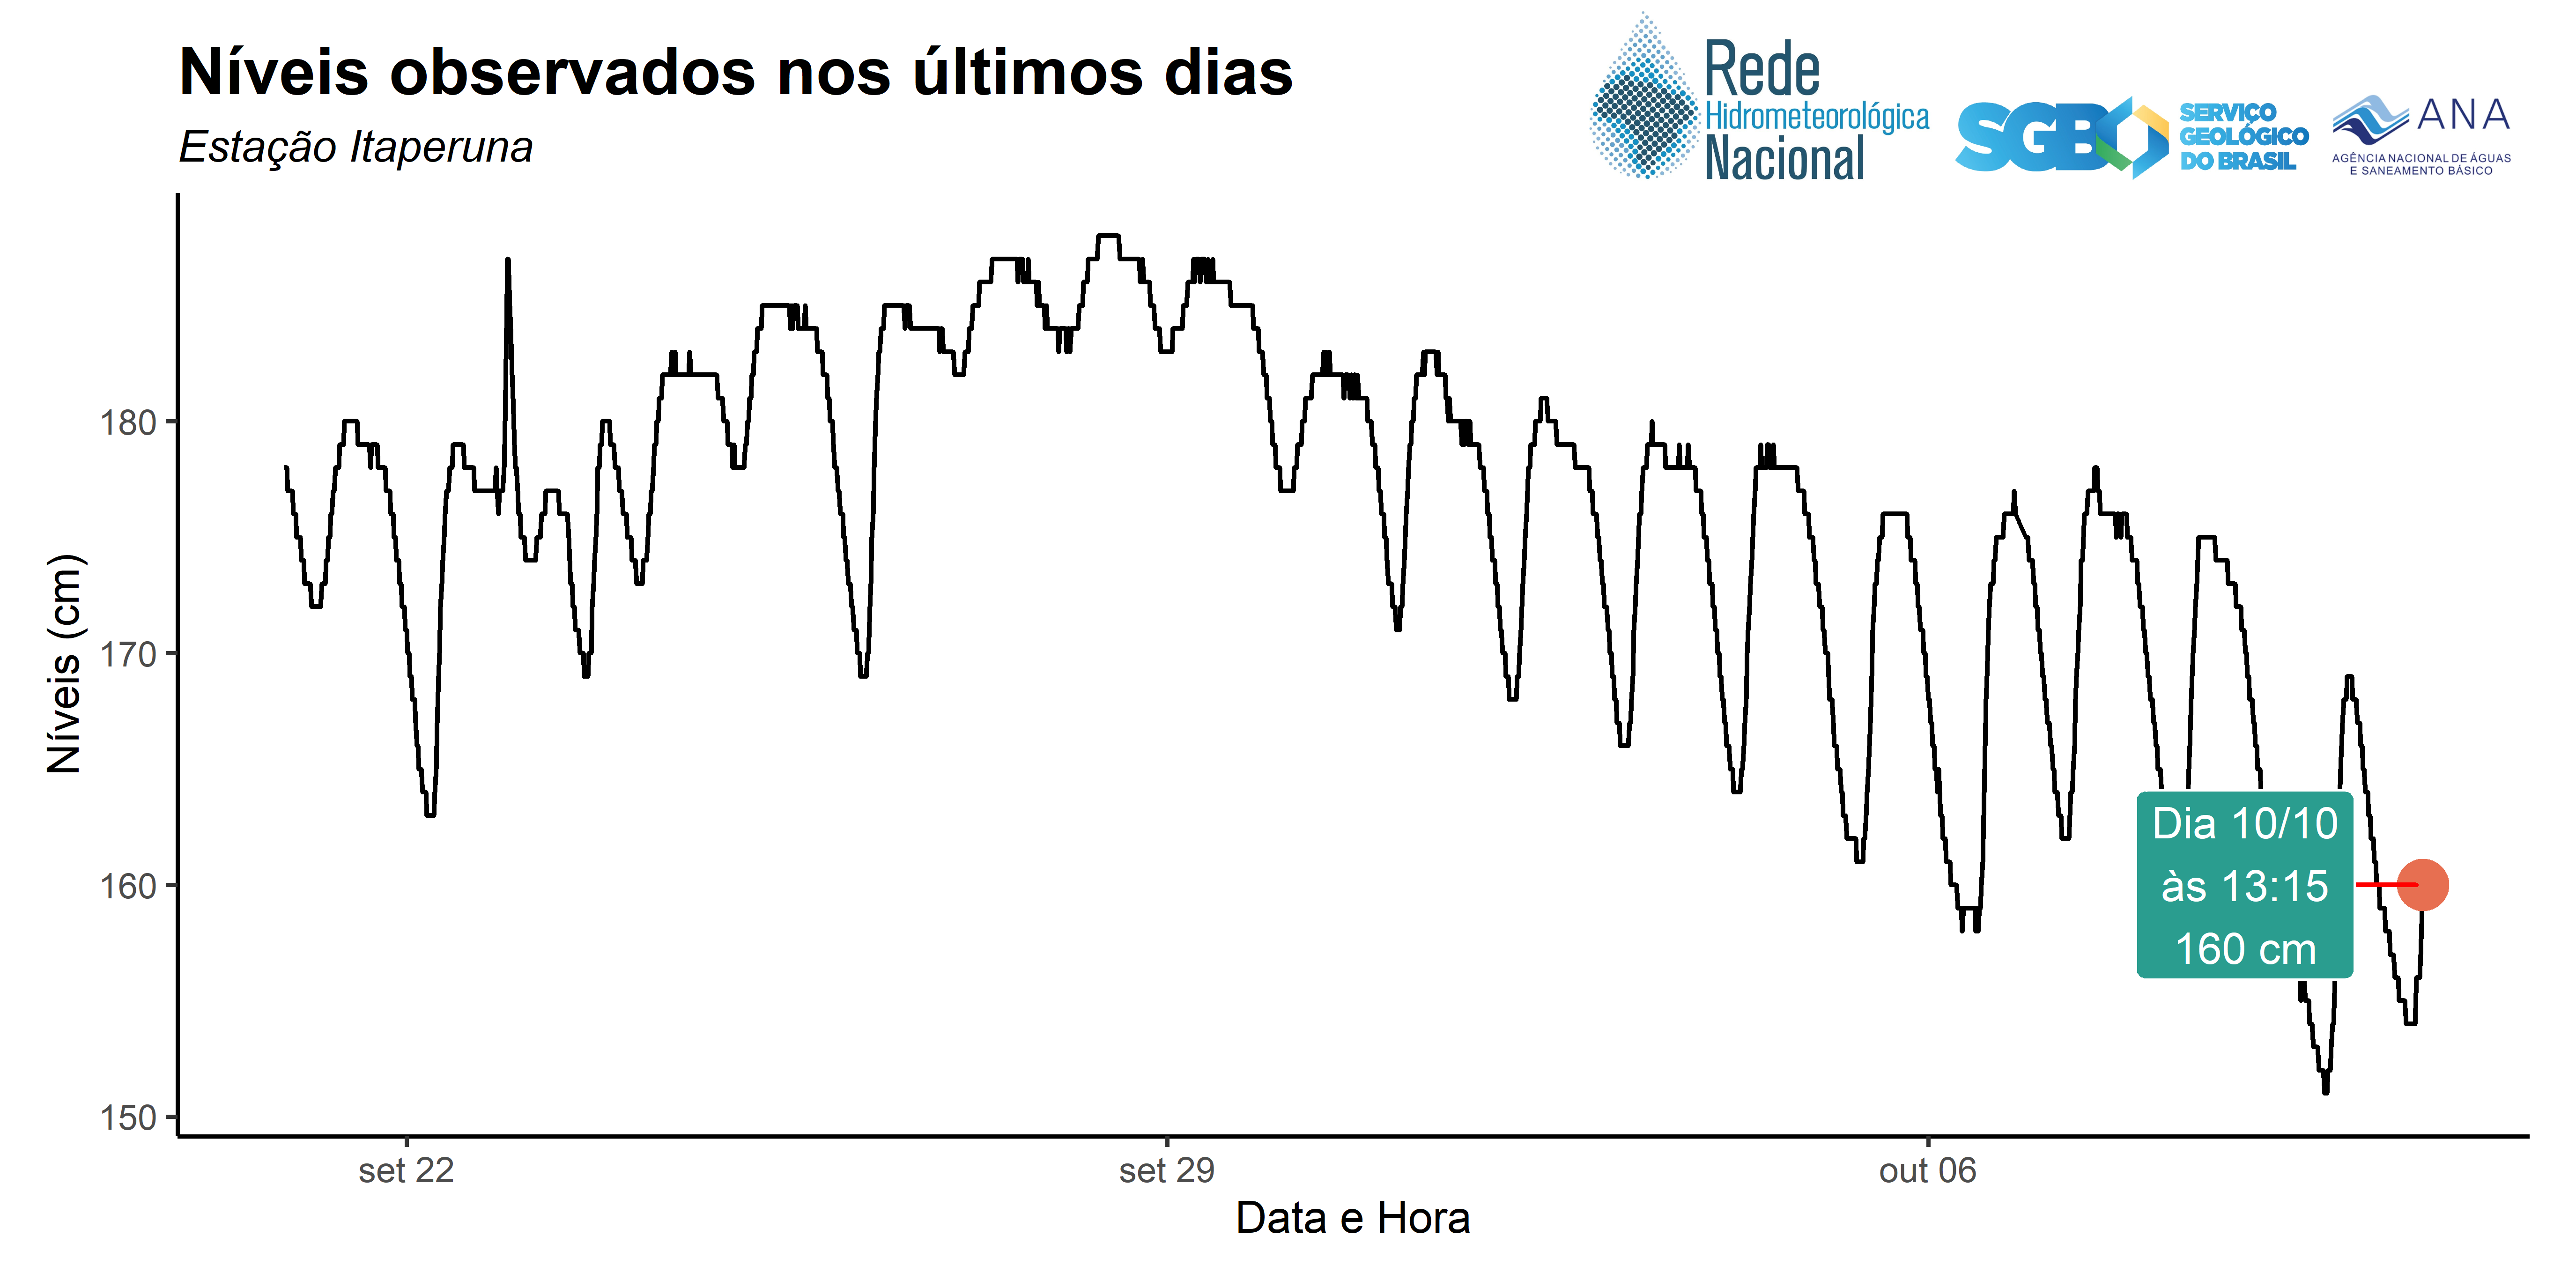 Níveis observados nos últimos dias
Estação Itaperuna
Rede
Hidrometeorológica
Nacional
SGB
SERVIÇO
GEOLÓGICO
DO BRASIL
ANA
AGÊNCIA NACIONAL DE ÁGUAS
E SANEAMENTO BÁSICO
Níveis (cm)
180
170
160
150
Dia 10/10
às 13:15
160 cm
set 22
set 29
out 06
Data e Hora